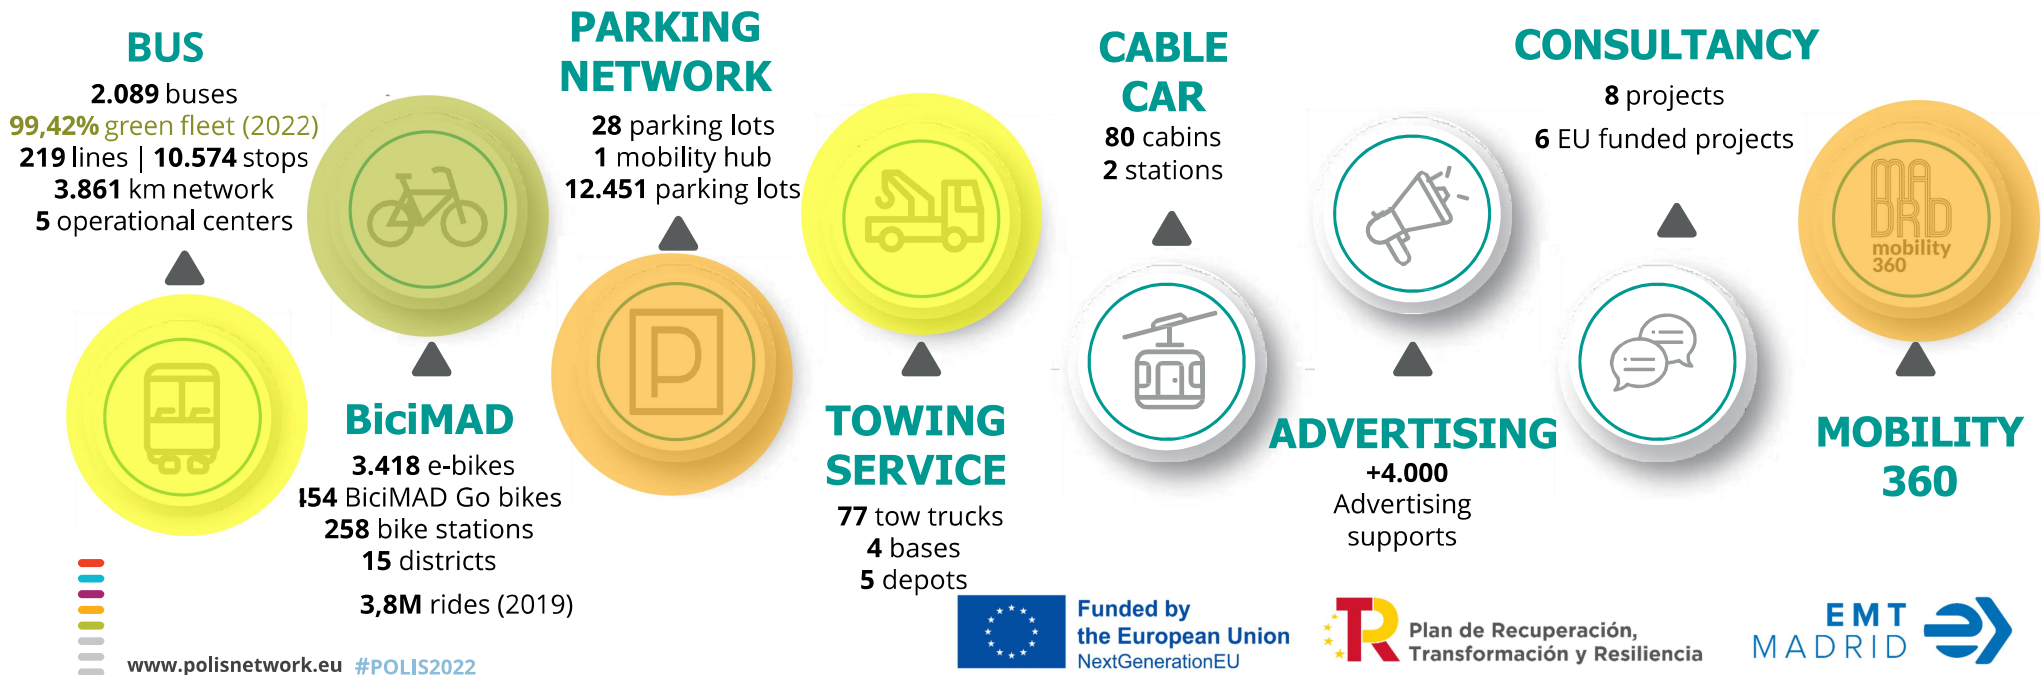 BUS
2.089 buses
99,42% green fleet (2022)
219 lines | 10.574 stops
3.861 km network
5 operational centers
BiciMAD
3.418 e-bikes
454 BiciMAD Go bikes
258 bike stations
15 districts
3,8M rides (2019)
PARKING
NETWORK
28 parking lots
1 mobility hub
12.451 parking lots
P
TOWING
SERVICE
77 tow trucks
4 bases
5 depots
CABLE
CAR
80 cabins
2 stations
ADVERTISING
+4.000
Advertising
supports
CONSULTANCY
8 projects
6 EU funded projects
MA
DRID
mobility
360
MOBILITY
360
www.polisnetwork.eu #POLIS2022
Funded by
the European Union
NextGenerationEU
TR
Plan de Recuperación,
Transformación y Resiliencia
EMT
MADRID